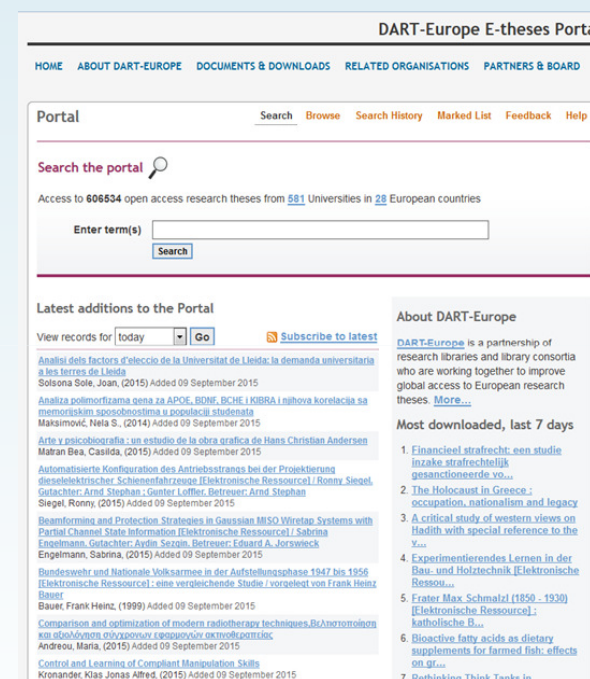 DART-Europe E-theses Porta
HOME ABOUT DART-EUROPE DOCUMENTS & DOWNLOADS RELATED ORGANISATIONS PARTNERS & BOARD
Portal
Search Browse Search History Marked List Feedback Help
Search the portal
Access to 606534 open access research theses from 581 Universities in 28 European countries
Enter term(s)
Search
Latest additions to the Portal
View records for today Go Subscribe to latest
Analisi dels factors d'eleccio de la Universitat de Lleida: la demanda universitaria
a les terres de Lleida
Solsona Sole, Joan, (2015) Added 09 September 2015
Analiza polimorfizama gena za APOE, BDNF, BCHE i KIBRA i njihova korelacija sa
memorijskim sposobnostima u populaciji studenata
Maksimović, Nela S., (2014) Added 09 September 2015
Arte y psicobiografia : un estudio de la obra grafica de Hans Christian Andersen
Matran Bea, Casilda, (2015) Added 09 September 2015
Automatisierte Konfiguration des Antriebsstrangs bei der Projektierung
dieselelektrischer Schienenfahrzeuge [Elektronische Ressource] / Ronny Siegel.
Gutachter: Arnd Stephan ; Gunter Loffler. Betreuer: Arnd Stephan
Siegel, Ronny, (2015) Added 09 September 2015
Beamforming and Protection Strategies in Gaussian MISO Wiretap Systems with
Partial Channel State Information [Elektronische Ressource] / Sabrina
Engelmann. Gutachter: Aydin Sezgin. Betreuer: Eduard A. Jorswieck
Engelmann, Sabrina, (2015) Added 09 September 2015
Bundeswehr und Nationale Volksarmee in der Aufstellungsphase 1947 bis 1956
[Elektronische Ressource] : eine vergleichende Studie / vorgelegt von Frank Heinz
Bauer
Bauer, Frank Heinz, (1999) Added 09 September 2015
Comparison and optimization of modern radiotherapy techniques,Βελτιστοποίηση
και αξιολόγηση σύγχρονων εφαρμογών ακτινοθεραπείας
Andreou, Maria, (2015) Added 09 September 2015
Control and Learning of Compliant Manipulation Skills
Kronander, Klas Jonas Alfred, (2015) Added 09 September 2015
About DART-Europe
DART-Europe is a partnership of
research libraries and library consortia
who are working together to improve
global access to European research
theses. More...
Most downloaded, last 7 days
1. Financieel strafrecht: een studie
inzake strafrechtelijk
gesanctioneerde vo...
2. The Holocaust in Greece :
occupation, nationalism and legacy
3. A critical study of western views on
Hadith with special reference to the
v...
4. Experimentierendes Lernen in der
Bau- und Holztechnik [Elektronische
Ressou...
5. Frater Max Schmalzl (1850 - 1930)
[Elektronische Ressource] :
katholische B...
6. Bioactive fatty acids as dietary
supplements for farmed fish: effects
on gr...
7. Rethinking Think Tanks in